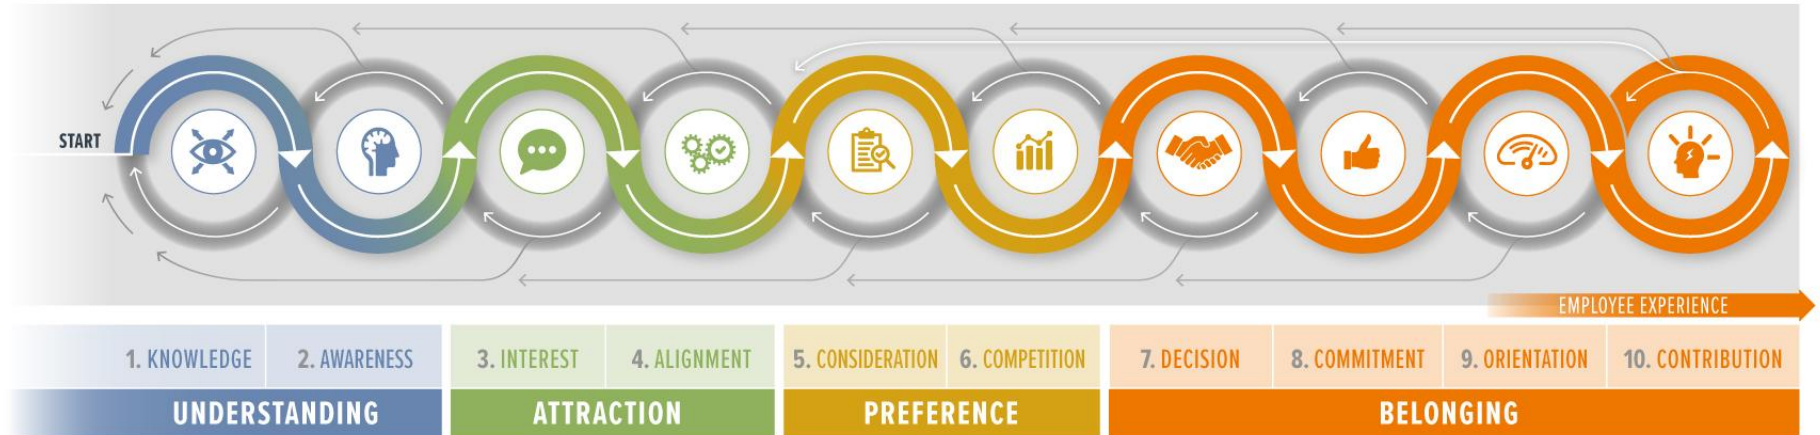 START
EMPLOYEE EXPERIENCE
1. KNOWLEDGE
2. AWARENESS
3. INTEREST
4. ALIGNMENT
5. CONSIDERATION
6. COMPETITION
7. DECISION
8. COMMITMENT
9. ORIENTATION
10. CONTRIBUTION
UNDERSTANDING
ATTRACTION
PREFERENCE
BELONGING